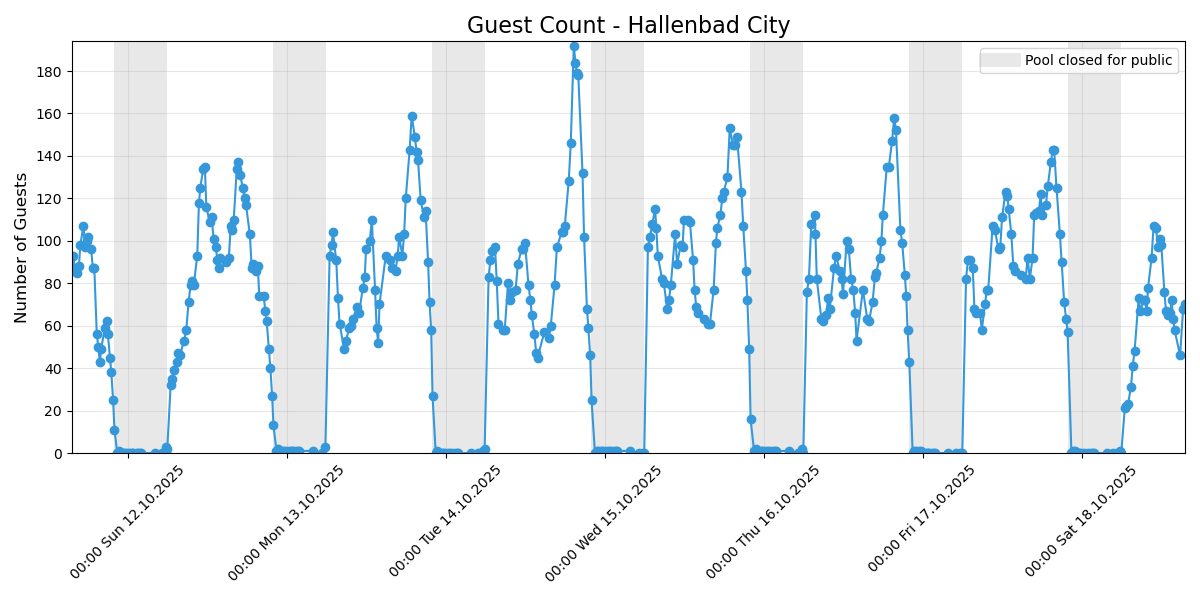 Guest Count - Hallenbad City
Pool closed for public
Number of Guests
180
160
140
120
100
80
60
40
20
0
00:00 Sun 12.10.2025
00:00 Mon 13.10.2025
00:00 Tue 14.10.2025
00:00 Wed 15.10.2025
00:00 Thu 16.10.2025
00:00 Fri 17.10.2025
00:00 Sat 18.10.2025